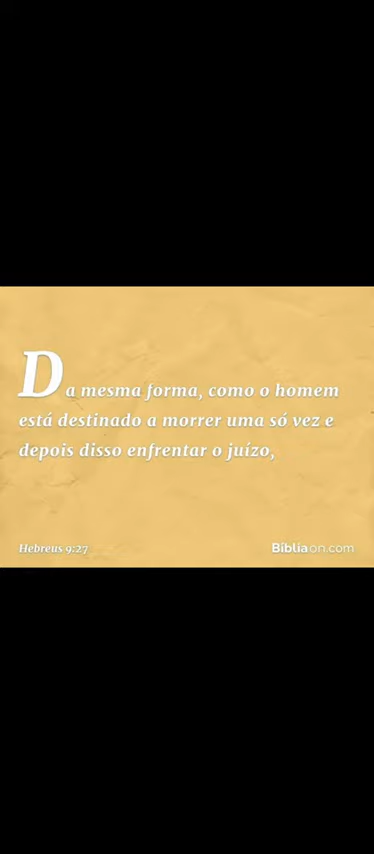 Da mesma forma, como o homem
está destinado a morrer uma só vez e
depois disso enfrentar o juízo,
Hebreus 9:27
Bíbliaon.com